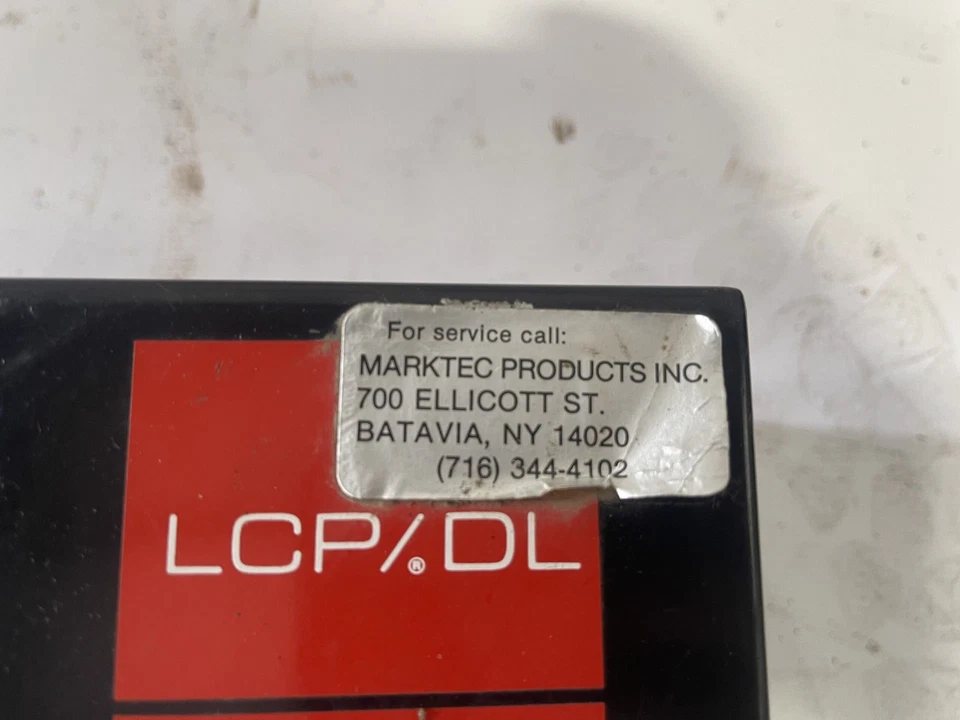 For service call:
MARKTEC PRODUCTS INC.
700 ELLICOTT ST.
BATAVIA, NY 14020
(716) 344-4102
LCP/®DL